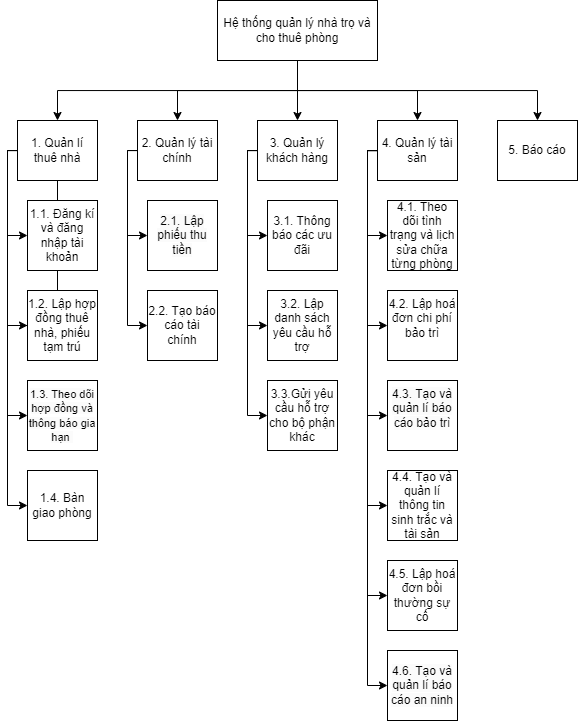 Hệ thống quản lý nhà trọ và
cho thuê phòng
1. Quản lí
thuê nhà
2. Quản lý tài
chính
3. Quản lý
khách hàng
4. Quản lý tài
sản
5. Báo cáo
1.1. Đăng kí
và đăng
nhập tài
khoản
2.1. Lập
phiếu thu
tiền
3.1. Thông
báo các ưu
đãi
4.1. Theo
dõi tình
trạng và lịch
sửa chữa
từng phòng
1.2. Lập hợp
đồng thuê
nhà, phiếu
tạm trú
2.2. Tạo báo
cáo tài
chính
3.2. Lập
danh sách
yêu cầu hỗ
trợ
4.2. Lập hoá
đơn chi phí
bảo trì
1.3. Theo dõi
hợp đồng và
thông báo gia
hạn
3.3.Gửi yêu
cầu hỗ trợ
cho bộ phận
khác
4.3. Tạo và
quản lí báo
cáo bảo trì
1.4. Bàn
giao phòng
4.4. Tạo và
quản lí
thông tin
sinh trắc và
tài sản
4.5. Lập hoá
đơn bồi
thường sự
cố
4.6. Tạo và
quản lí báo
cáo an ninh